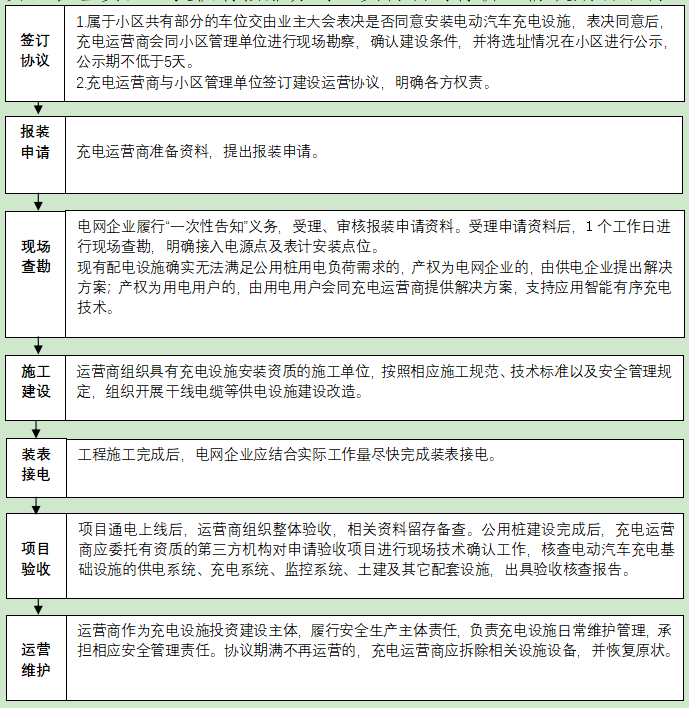 签订
协议
1.属于小区共有部分的车位交由业主大会表决是否同意安装电动汽车充电设施，表决同意后，
充电运营商会同小区管理单位进行现场勘察，确认建设条件，并将选址情况在小区进行公示，
公示期不低于5天。
2.充电运营商与小区管理单位签订建设运营协议，明确各方权责。
报装
申请
充电运营商准备资料，提出报装申请。
现场
查勘
电网企业履行“一次性告知”义务，受理、审核报装申请资料。受理申请资料后，1 个工作日进
行现场查勘，明确接入电源点及表计安装点位。
现有配电设施确实无法满足公用桩用电负荷需求的，产权为电网企业的，由供电企业提出解决
方案；产权为用电用户的，由用电用户会同充电运营商提供解决方案，支持应用智能有序充电
技术。
施工
建设
运营商组织具有充电设施安装资质的施工单位，按照相应施工规范、技术标准以及安全管理规
定，组织开展干线电缆等供电设施建设改造。
装表
接电
工程施工完成后，电网企业应结合实际工作量尽快完成装表接电。
项目
验收
项目通电上线后，运营商组织整体验收，相关资料留存备查。公用桩建设完成后，充电运营
商应委托有资质的第三方机构对申请验收项目进行现场技术确认工作，核查电动汽车充电基
础设施的供电系统、充电系统、监控系统、土建及其它配套设施，出具验收核查报告。
运营
维护
运营商作为充电设施投资建设主体，履行安全生产主体责任，负责充电设施日常维护管理，承
担相应安全管理责任。协议期满不再运营的，充电运营商应拆除相关设施设备，并恢复原状。